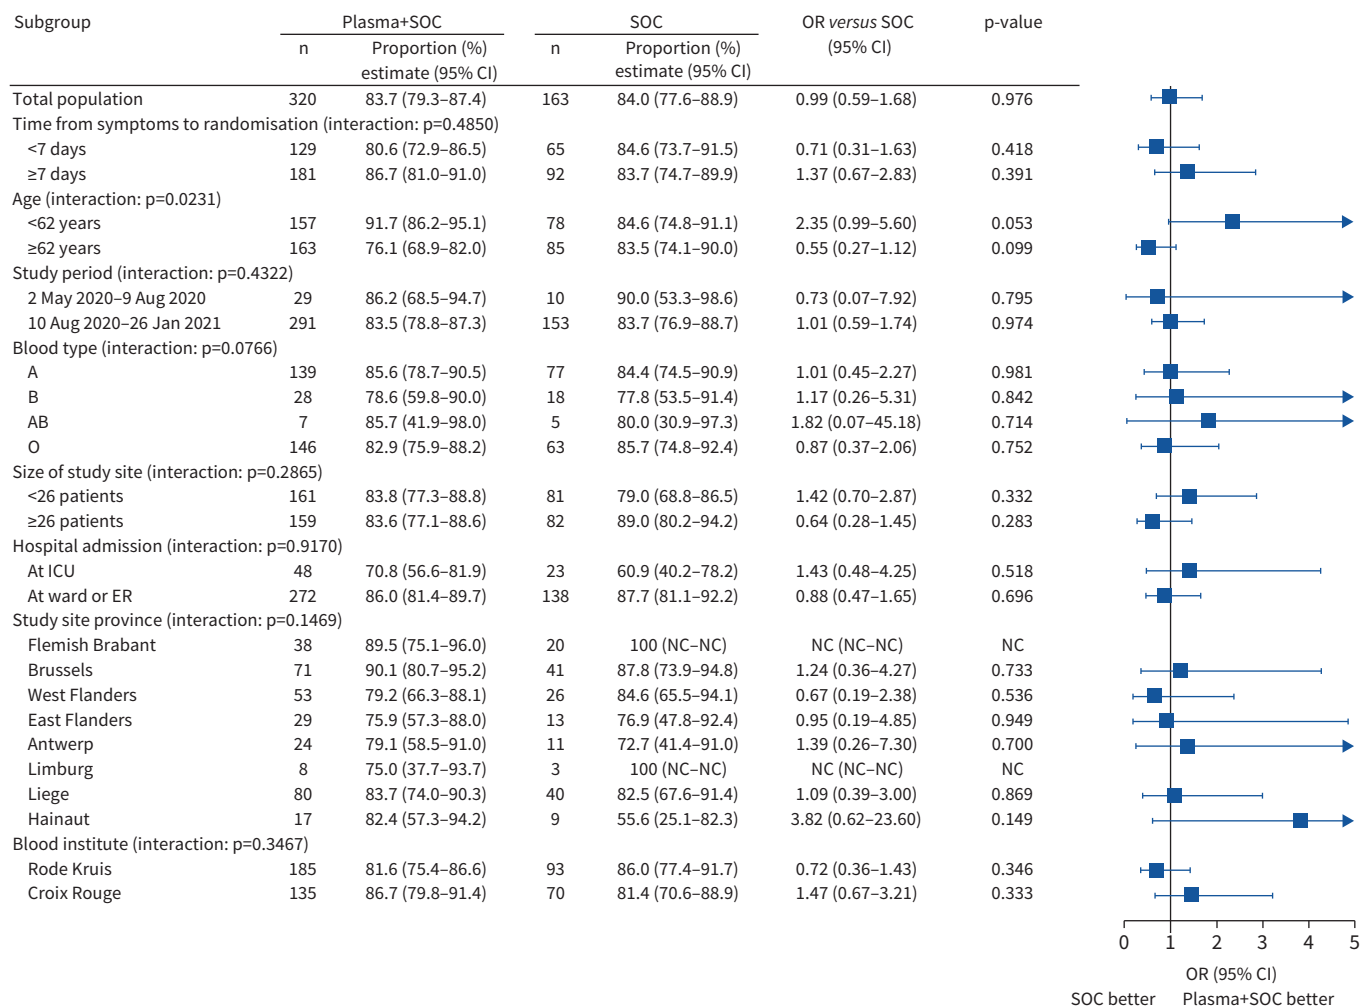 Subgroup Plasma+SOC SOC OR versus SOC p-value
n Proportion (%) n Proportion (%) (95% CI)
estimate (95% CI) estimate (95% CI)
Total population 320 83.7 (79.3–87.4) 163 84.0 (77.6–88.9) 0.99 (0.59–1.68) 0.976
Time from symptoms to randomisation (interaction: p=0.4850)
<7 days 129 80.6 (72.9–86.5) 65 84.6 (73.7–91.5) 0.71 (0.31–1.63) 0.418
≥7 days 181 86.7 (81.0–91.0) 92 83.7 (74.7–89.9) 1.37 (0.67–2.83) 0.391
Age (interaction: p=0.0231)
<62 years 157 91.7 (86.2–95.1) 78 84.6 (74.8–91.1) 2.35 (0.99–5.60) 0.053
≥62 years 163 76.1 (68.9–82.0) 85 83.5 (74.1–90.0) 0.55 (0.27–1.12) 0.099
Study period (interaction: p=0.4322)
2 May 2020–9 Aug 2020 29 86.2 (68.5–94.7) 10 90.0 (53.3–98.6) 0.73 (0.07–7.92) 0.795
10 Aug 2020–26 Jan 2021 291 83.5 (78.8–87.3) 153 83.7 (76.9–88.7) 1.01 (0.59–1.74) 0.974
Blood type (interaction: p=0.0766)
A 139 85.6 (78.7–90.5) 77 84.4 (74.5–90.9) 1.01 (0.45–2.27) 0.981
B 28 78.6 (59.8–90.0) 18 77.8 (53.5–91.4) 1.17 (0.26–5.31) 0.842
AB 7 85.7 (41.9–98.0) 5 80.0 (30.9–97.3) 1.82 (0.07–45.18) 0.714
O 146 82.9 (75.9–88.2) 63 85.7 (74.8–92.4) 0.87 (0.37–2.06) 0.752
Size of study site (interaction: p=0.2865)
<26 patients 161 83.8 (77.3–88.8) 81 79.0 (68.8–86.5) 1.42 (0.70–2.87) 0.332
≥26 patients 159 83.6 (77.1–88.6) 82 89.0 (80.2–94.2) 0.64 (0.28–1.45) 0.283
Hospital admission (interaction: p=0.9170)
At ICU 48 70.8 (56.6–81.9) 23 60.9 (40.2–78.2) 1.43 (0.48–4.25) 0.518
At ward or ER 272 86.0 (81.4–89.7) 138 87.7 (81.1–92.2) 0.88 (0.47–1.65) 0.696
Study site province (interaction: p=0.1469)
Flemish Brabant 38 89.5 (75.1–96.0) 20 100 (NC–NC) NC (NC–NC) NC
Brussels 71 90.1 (80.7–95.2) 41 87.8 (73.9–94.8) 1.24 (0.36–4.27) 0.733
West Flanders 53 79.2 (66.3–88.1) 26 84.6 (65.5–94.1) 0.67 (0.19–2.38) 0.536
East Flanders 29 75.9 (57.3–88.0) 13 76.9 (47.8–92.4) 0.95 (0.19–4.85) 0.949
Antwerp 24 79.1 (58.5–91.0) 11 72.7 (41.4–91.0) 1.39 (0.26–7.30) 0.700
Limburg 8 75.0 (37.7–93.7) 3 100 (NC–NC) NC (NC–NC) NC
Liege 80 83.7 (74.0–90.3) 40 82.5 (67.6–91.4) 1.09 (0.39–3.00) 0.869
Hainaut 17 82.4 (57.3–94.2) 9 55.6 (25.1–82.3) 3.82 (0.62–23.60) 0.149
Blood institute (interaction: p=0.3467)
Rode Kruis 185 81.6 (75.4–86.6) 93 86.0 (77.4–91.7) 0.72 (0.36–1.43) 0.346
Croix Rouge 135 86.7 (79.8–91.4) 70 81.4 (70.6–88.9) 1.47 (0.67–3.21) 0.333
0 1 2 3 4 5
OR (95% CI)
SOC better Plasma+SOC better